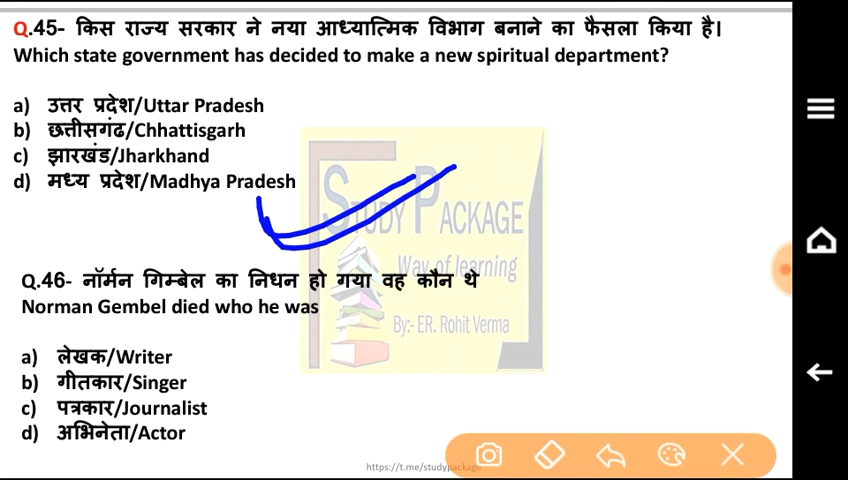 Q.45- किस राज्य सरकार ने नया आध्यात्मिक विभाग बनाने का फैसला किया है।
Which state government has decided to make a new spiritual department?
a) उत्तर प्रदेश/Uttar Pradesh
b) छत्तीसगंढ/Chhattisgarh
c) झारखंड/Jharkhand
d) मध्य प्रदेश/Madhya Pradesh
STUDY PACKAGE
Way of learning
By:- ER. Rohit Verma
Q.46- नॉर्मन गिम्बेल का निधन हो गया वह कौन थे
Norman Gembel died who he was
a) लेखक/Writer
b) गीतकार/Singer
c) पत्रकार/Journalist
d) अभिनेता/Actor
https://t.me/studypackage